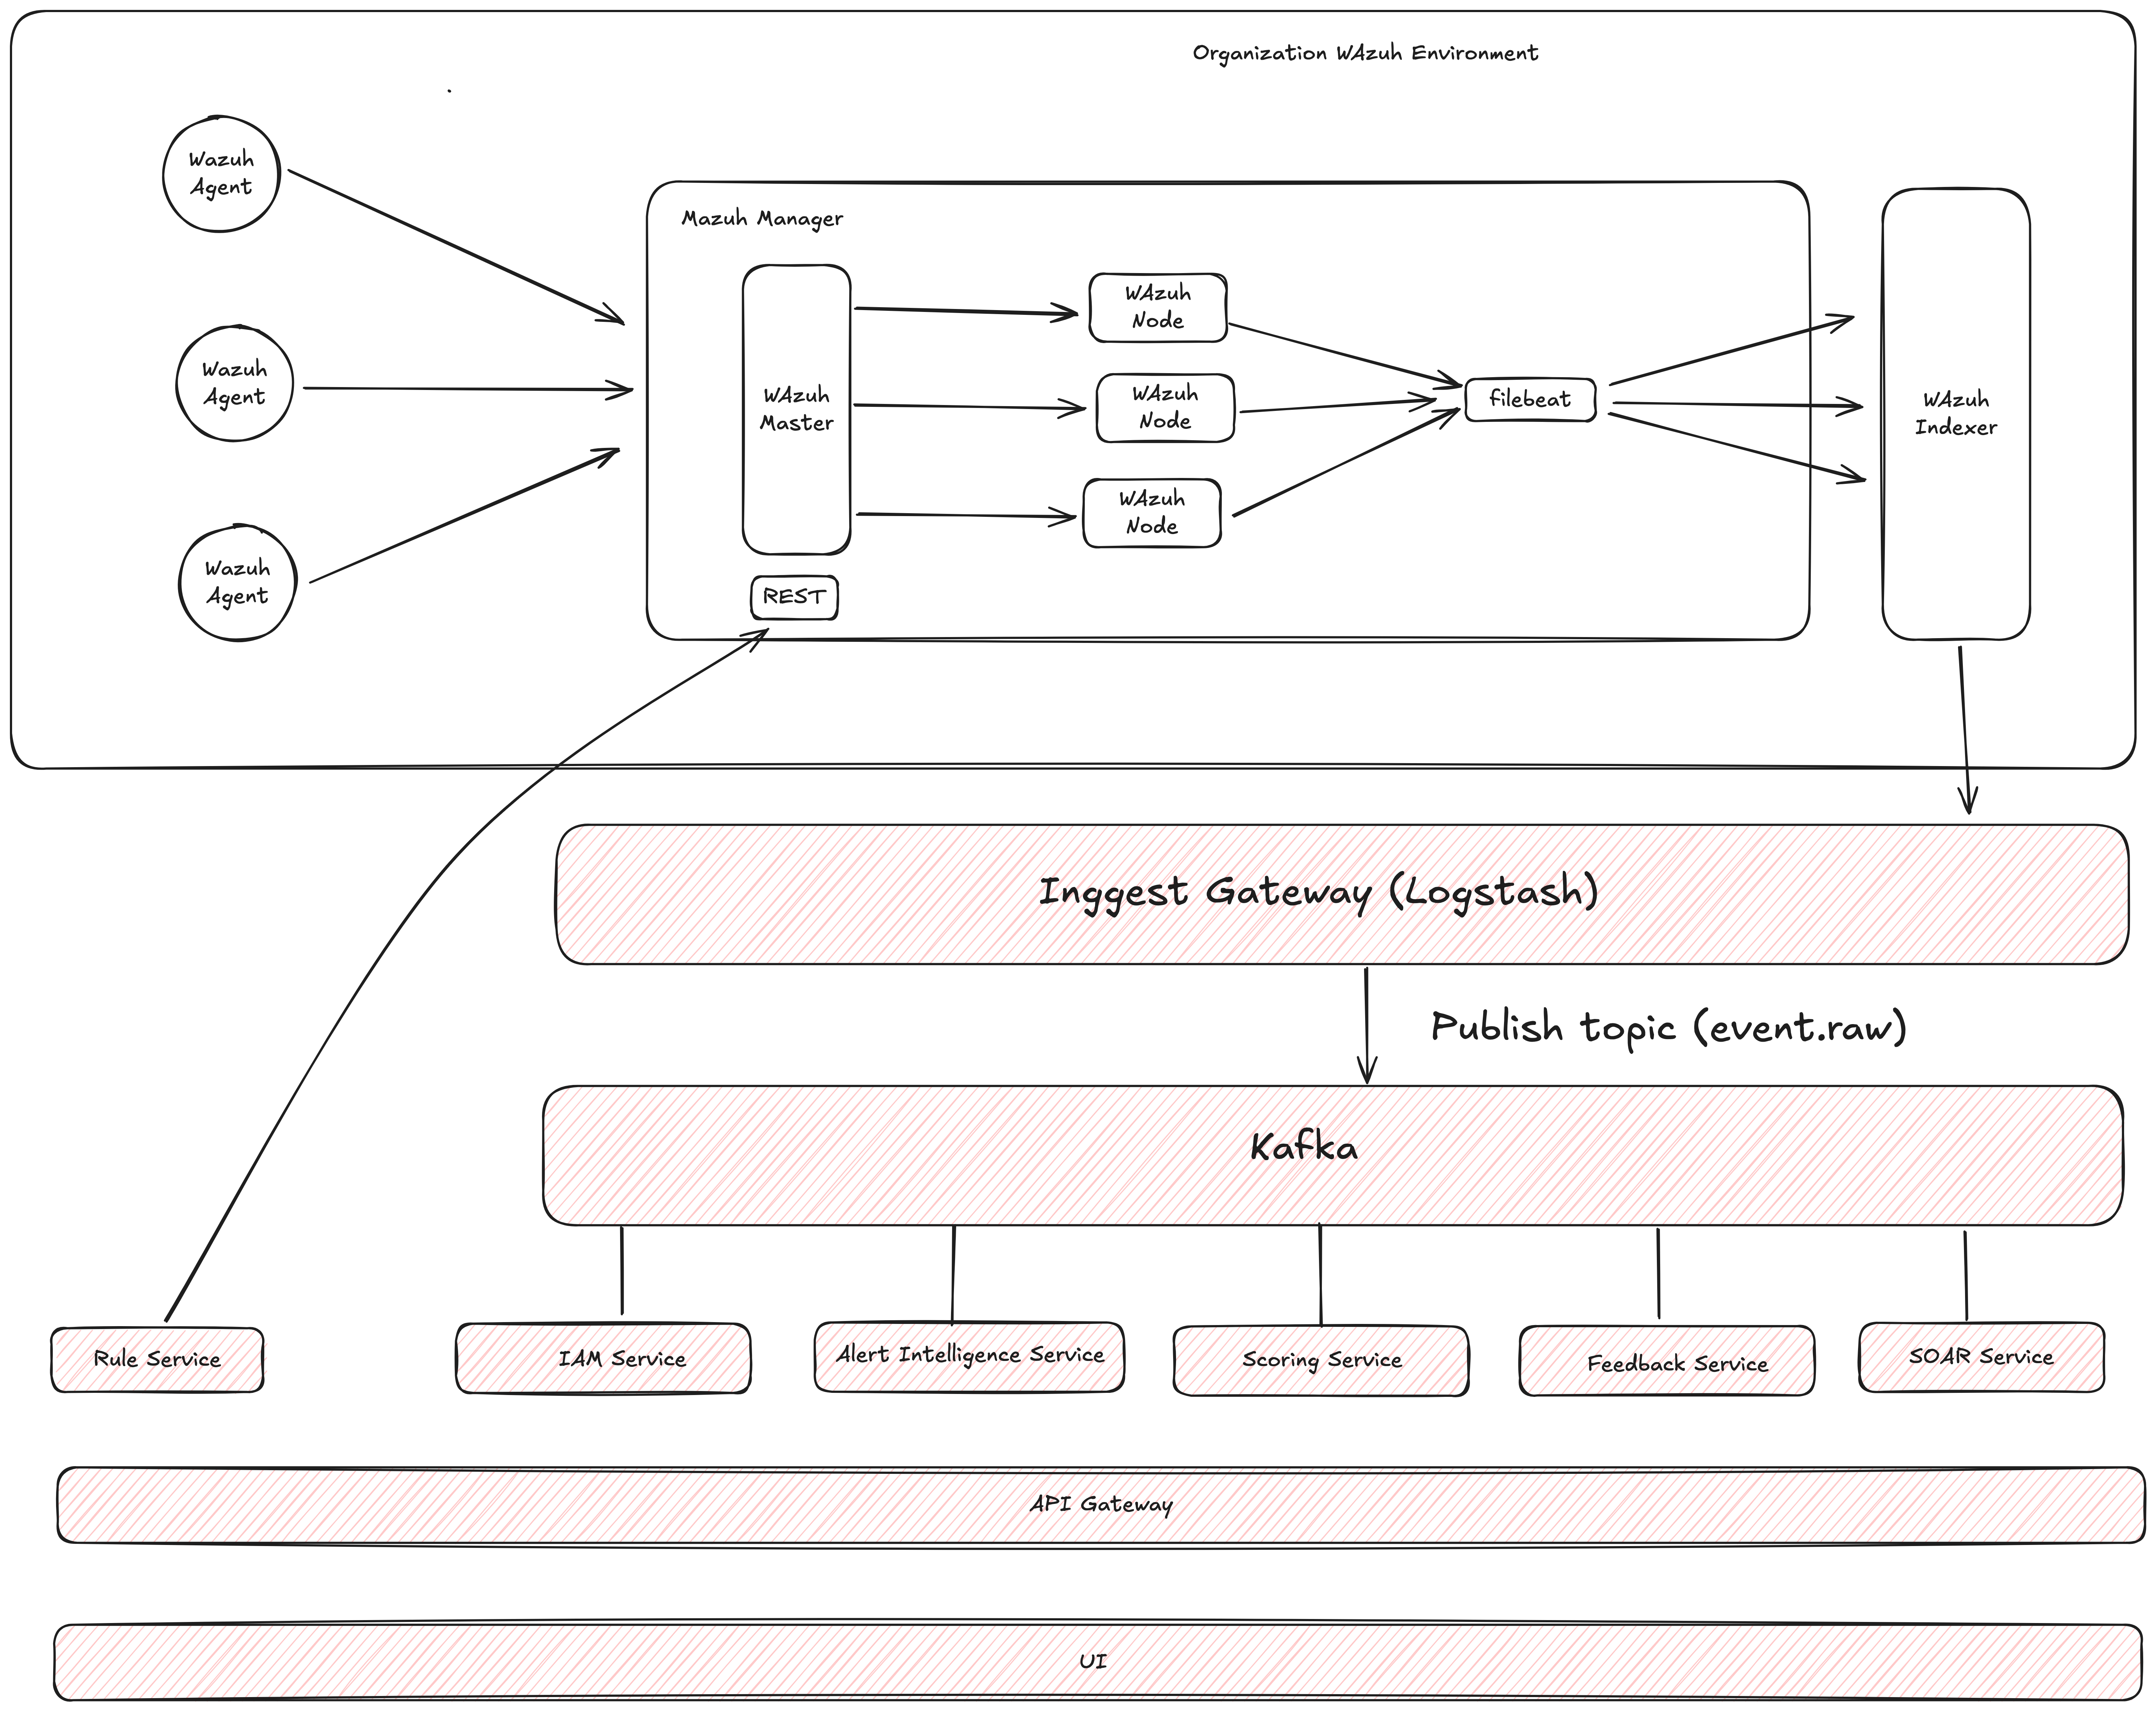 Organization WAzuh Environment
Wazuh
Agent
Wazuh
Agent
Wazuh
Agent
Mazuh Manager
WAzuh
Master
REST
WAzuh
Node
WAzuh
Node
WAzuh
Node
filebeat
WAzuh
Indexer
Inggest Gateway (Logstash)
Publish topic (event.raw)
Kafka
Rule Service
IAM Service
Alert Intelligence Service
Scoring Service
Feedback Service
SOAR Service
API Gateway
UI